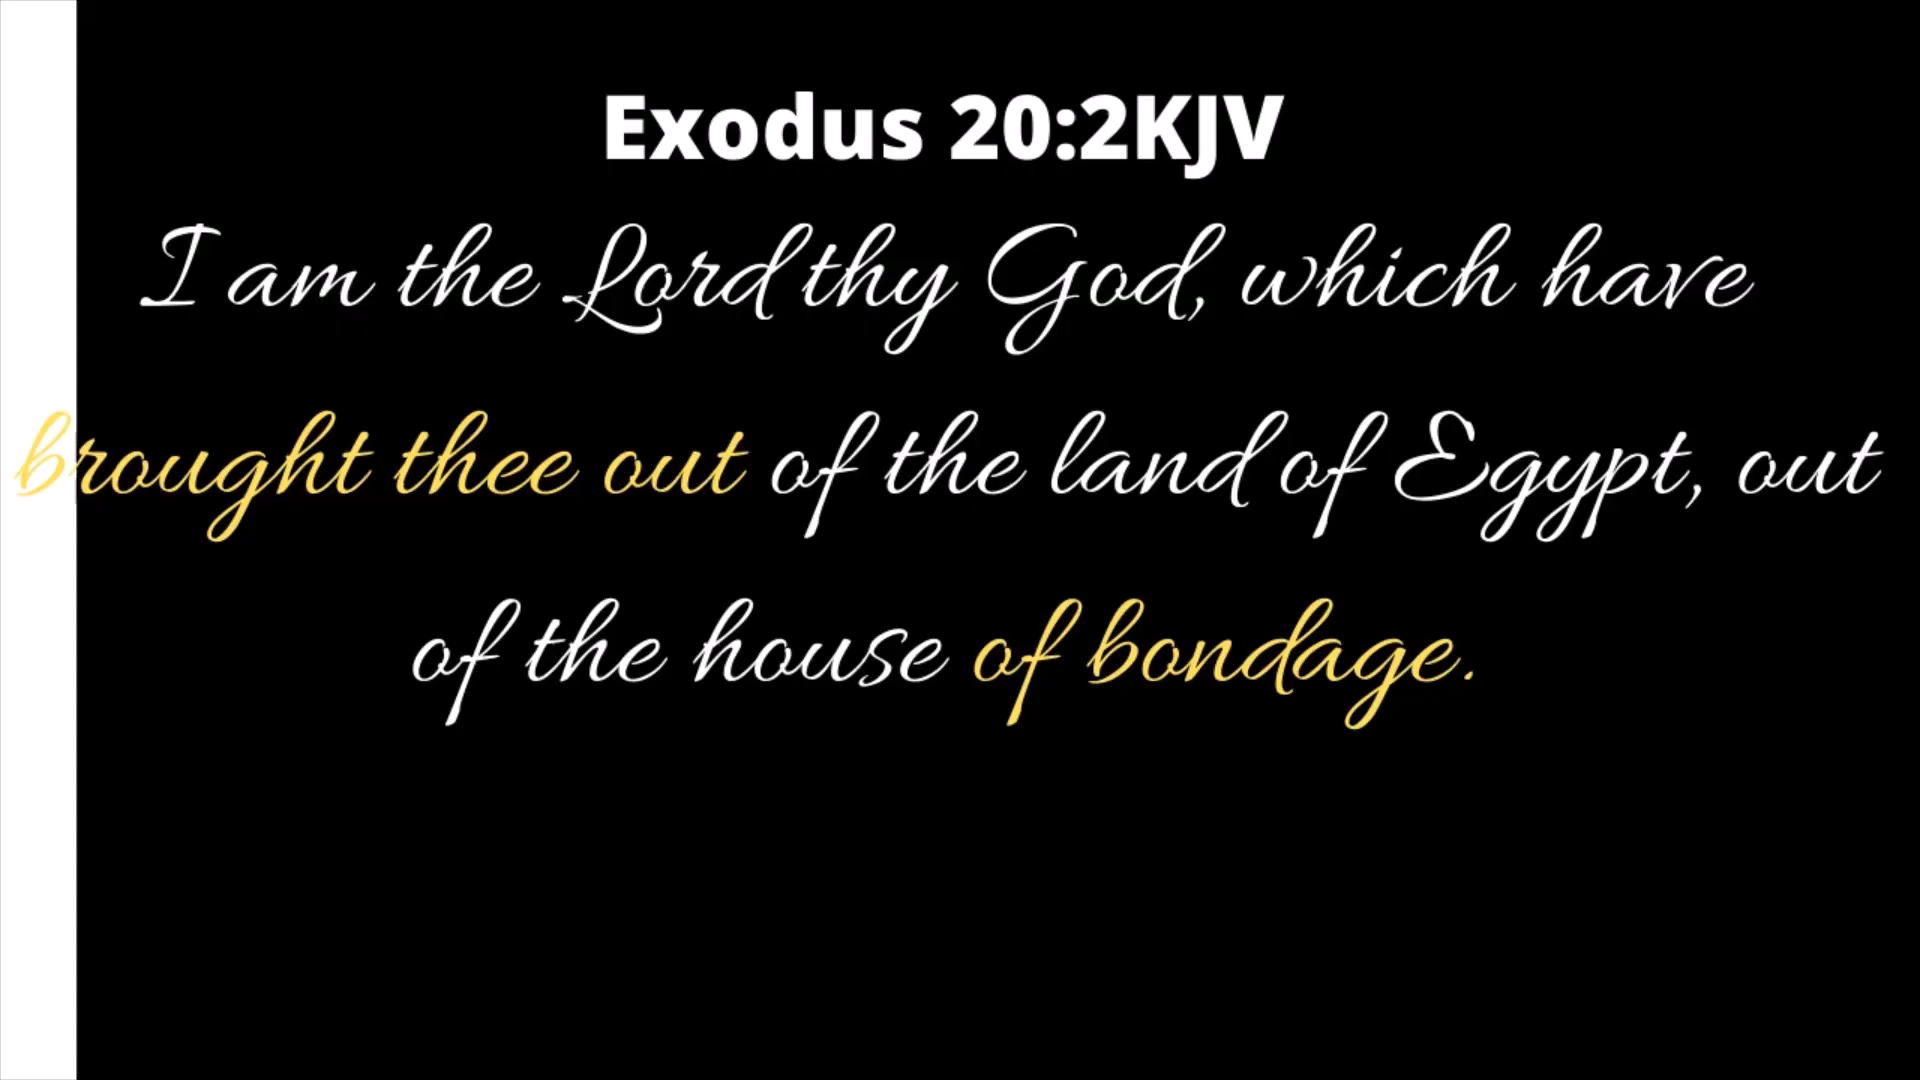 Exodus 20:2KJV
I am the Lord thy God, which have
brought thee out of the land of Egypt, out
of the house of bondage.